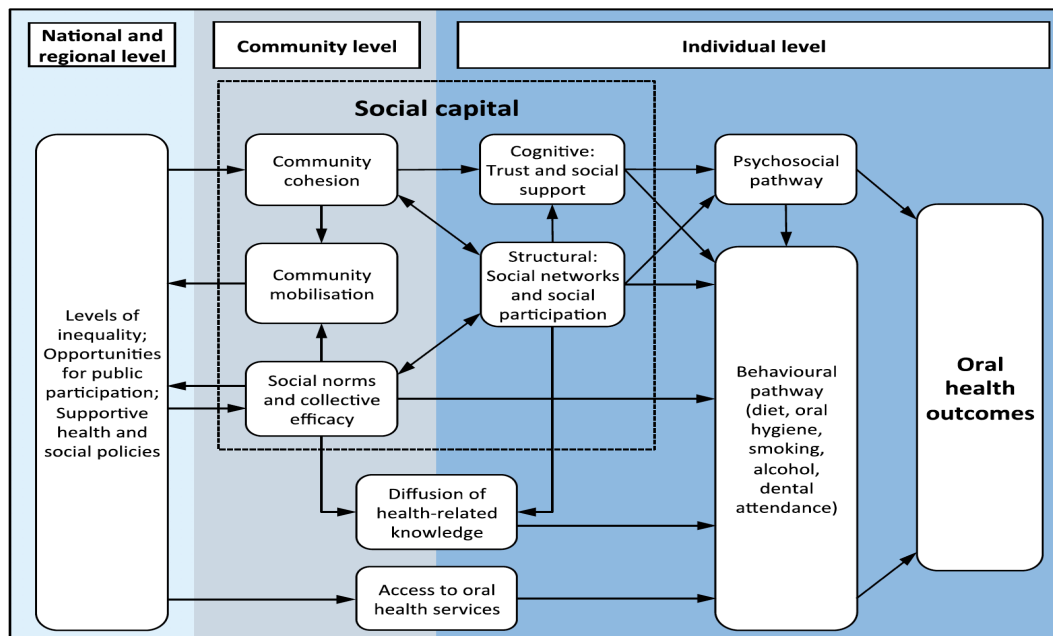 National and
regional level
Community level
Individual level
Social capital
Levels of
inequality;
Opportunities
for public
participation;
Supportive
health and
social policies
Community
cohesion
Community
mobilisation
Social norms
and collective
efficacy
Cognitive:
Trust and social
support
Structural:
Social networks
and social
participation
Diffusion of
health-related
knowledge
Access to oral
health services
Psychosocial
pathway
Behavioural
pathway
(diet, oral
hygiene,
smoking,
alcohol,
dental
attendance)
Oral
health
outcomes